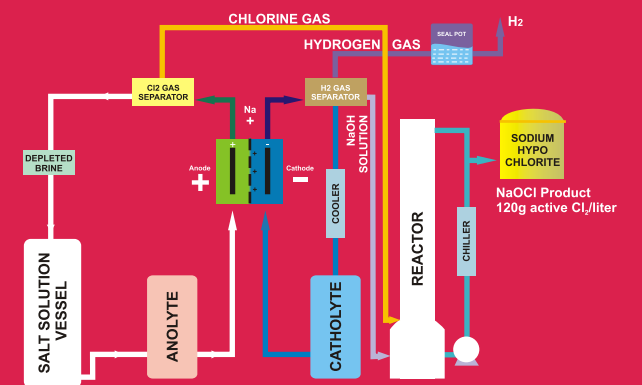 CHLORINE GAS
H2
SEAL POT
HYDROGEN GAS
Cl2 GAS
SEPARATOR
H2 GAS
SEPARATOR
Na
+
NaOH
SOLUTION
+
-
+
+
+
+
Anode
+
Cathode
−
DEPLETED
BRINE
SODIUM
HYPO
CHLORITE
NaOCl Product
120g active Cl₂/liter
COOLER
CHILLER
REACTOR
SALT SOLUTION
VESSEL
ANOLYTE
CATHOLYTE